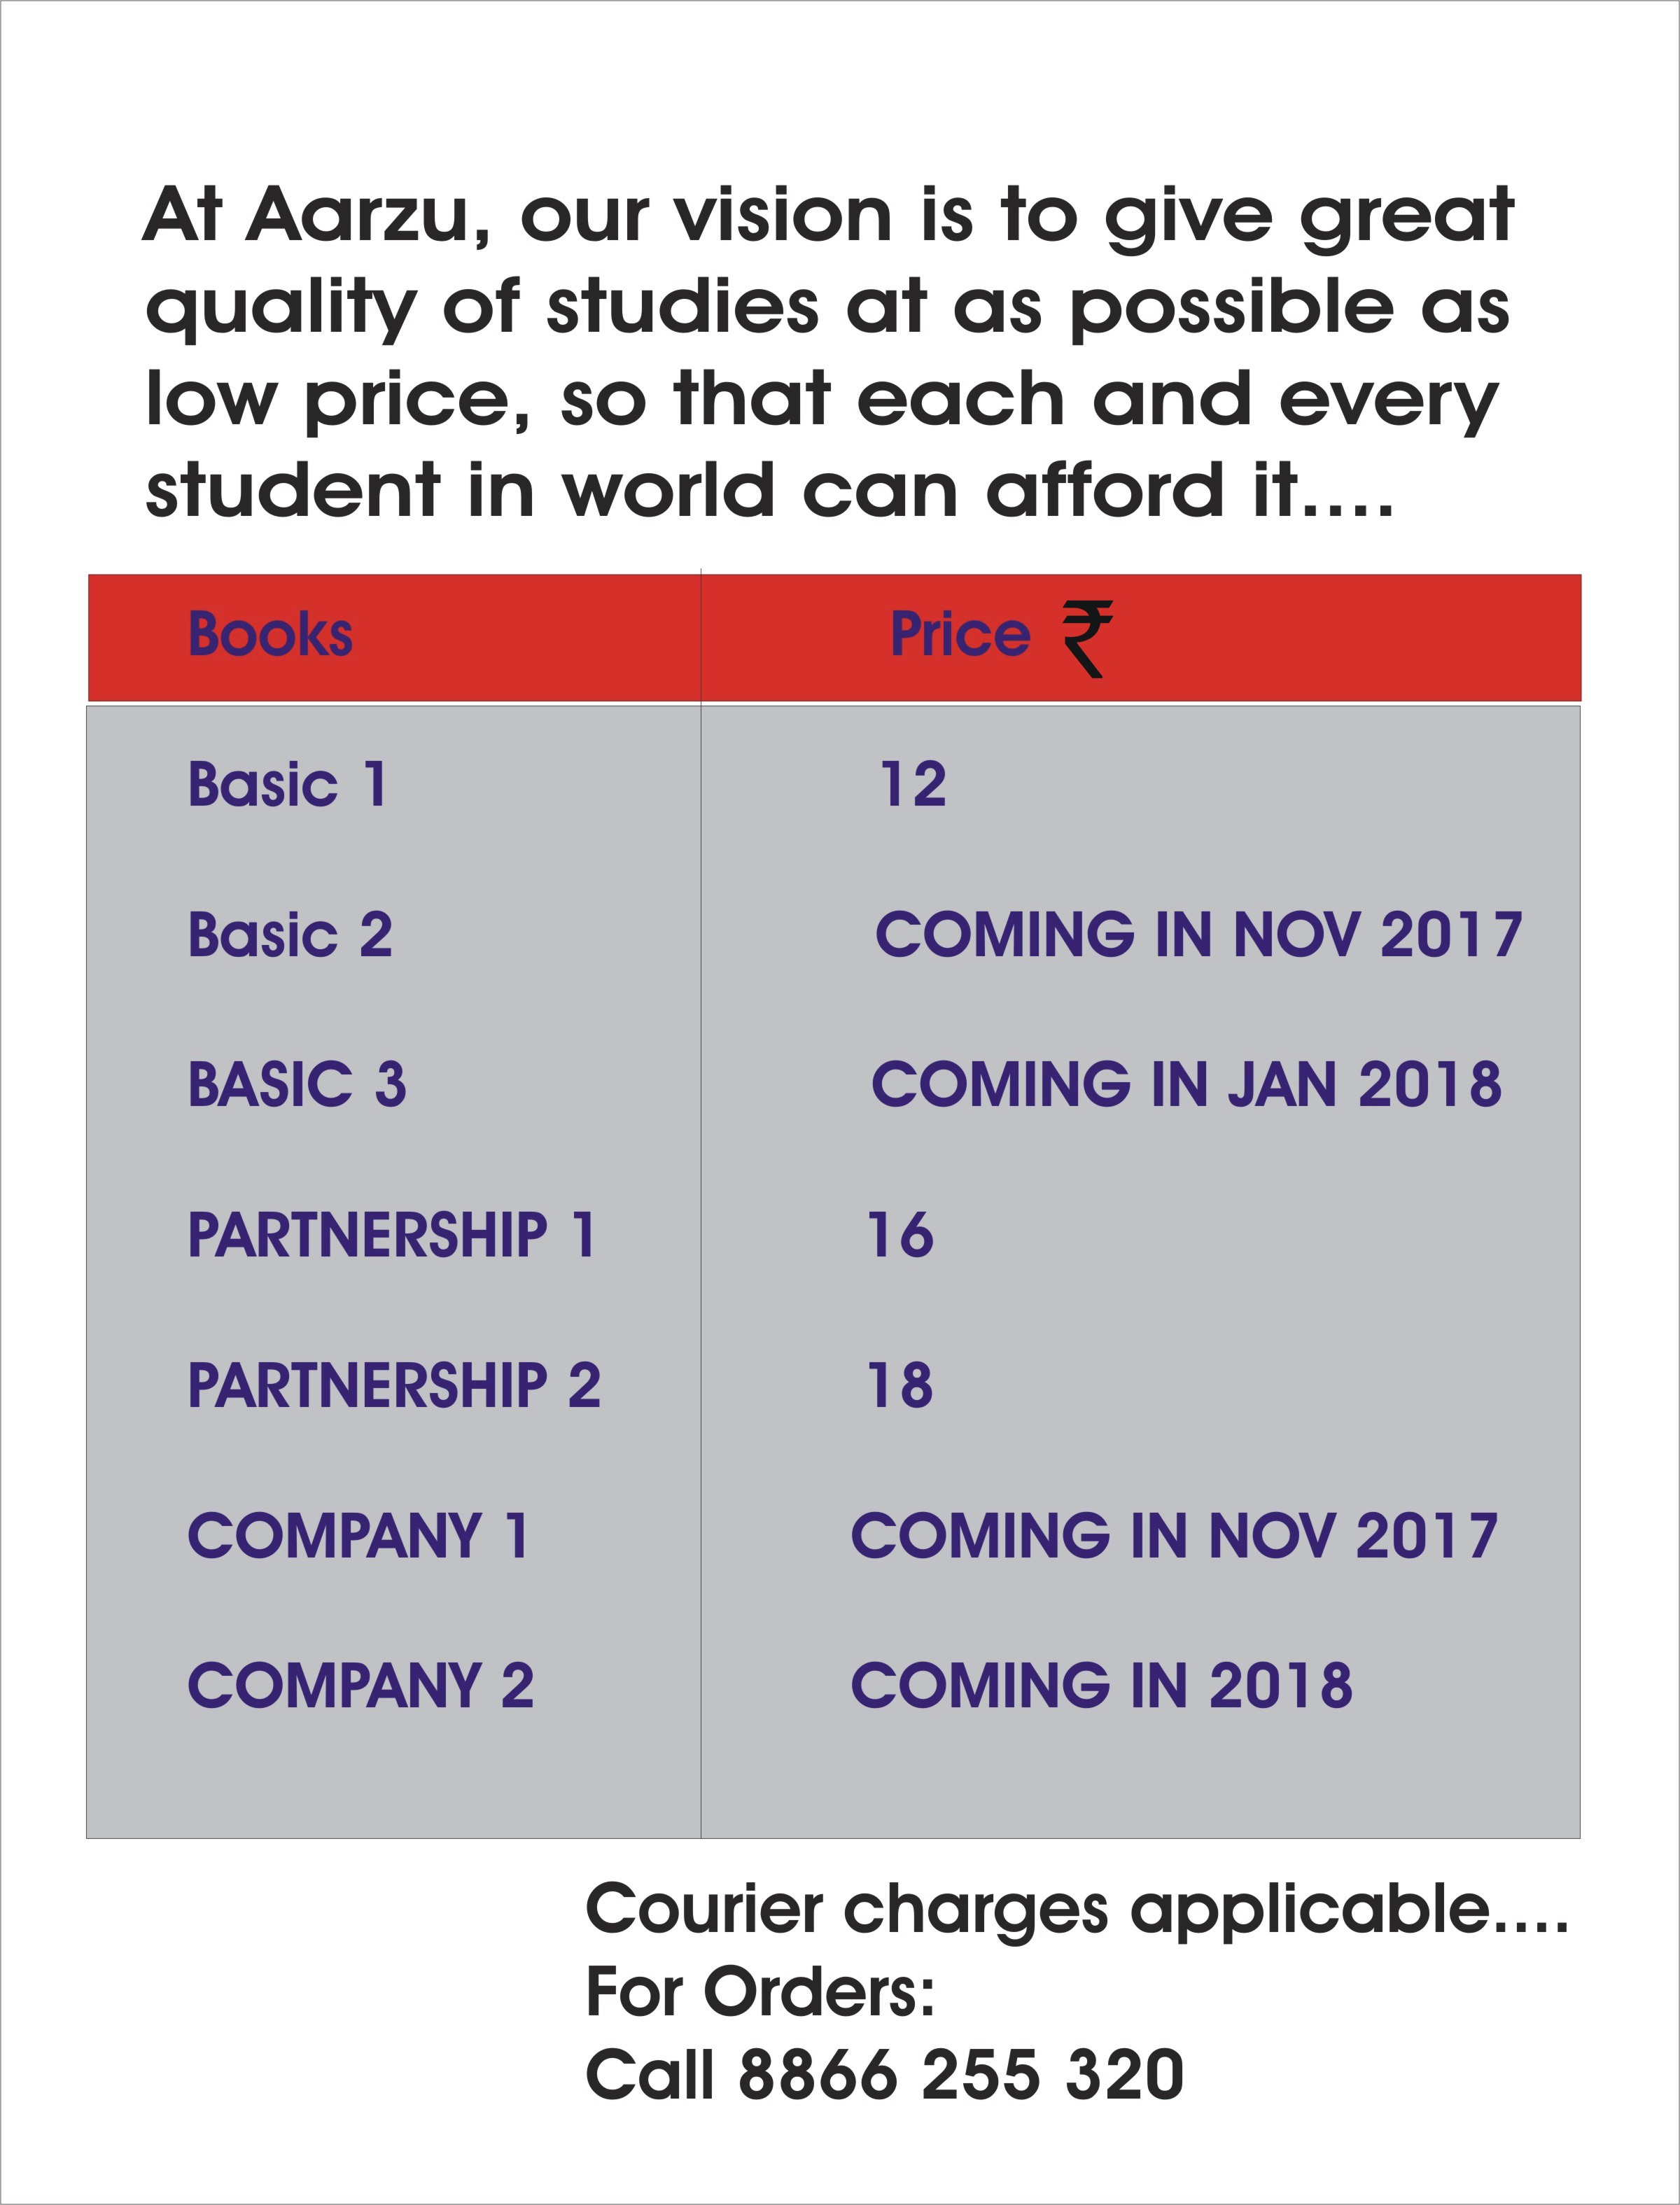 At Aarzu, our vision is to give great
quality of studies at as possible as
low price, so that each and every
student in world can afford it....
Books Price ₹
Basic 1 12
Basic 2 COMING IN NOV 2017
BASIC 3 COMING IN JAN 2018
PARTNERSHIP 1 16
PARTNERSHIP 2 18
COMPANY 1 COMING IN NOV 2017
COMPANY 2 COMING IN 2018
Courier charges applicable....
For Orders:
Call 8866 255 320